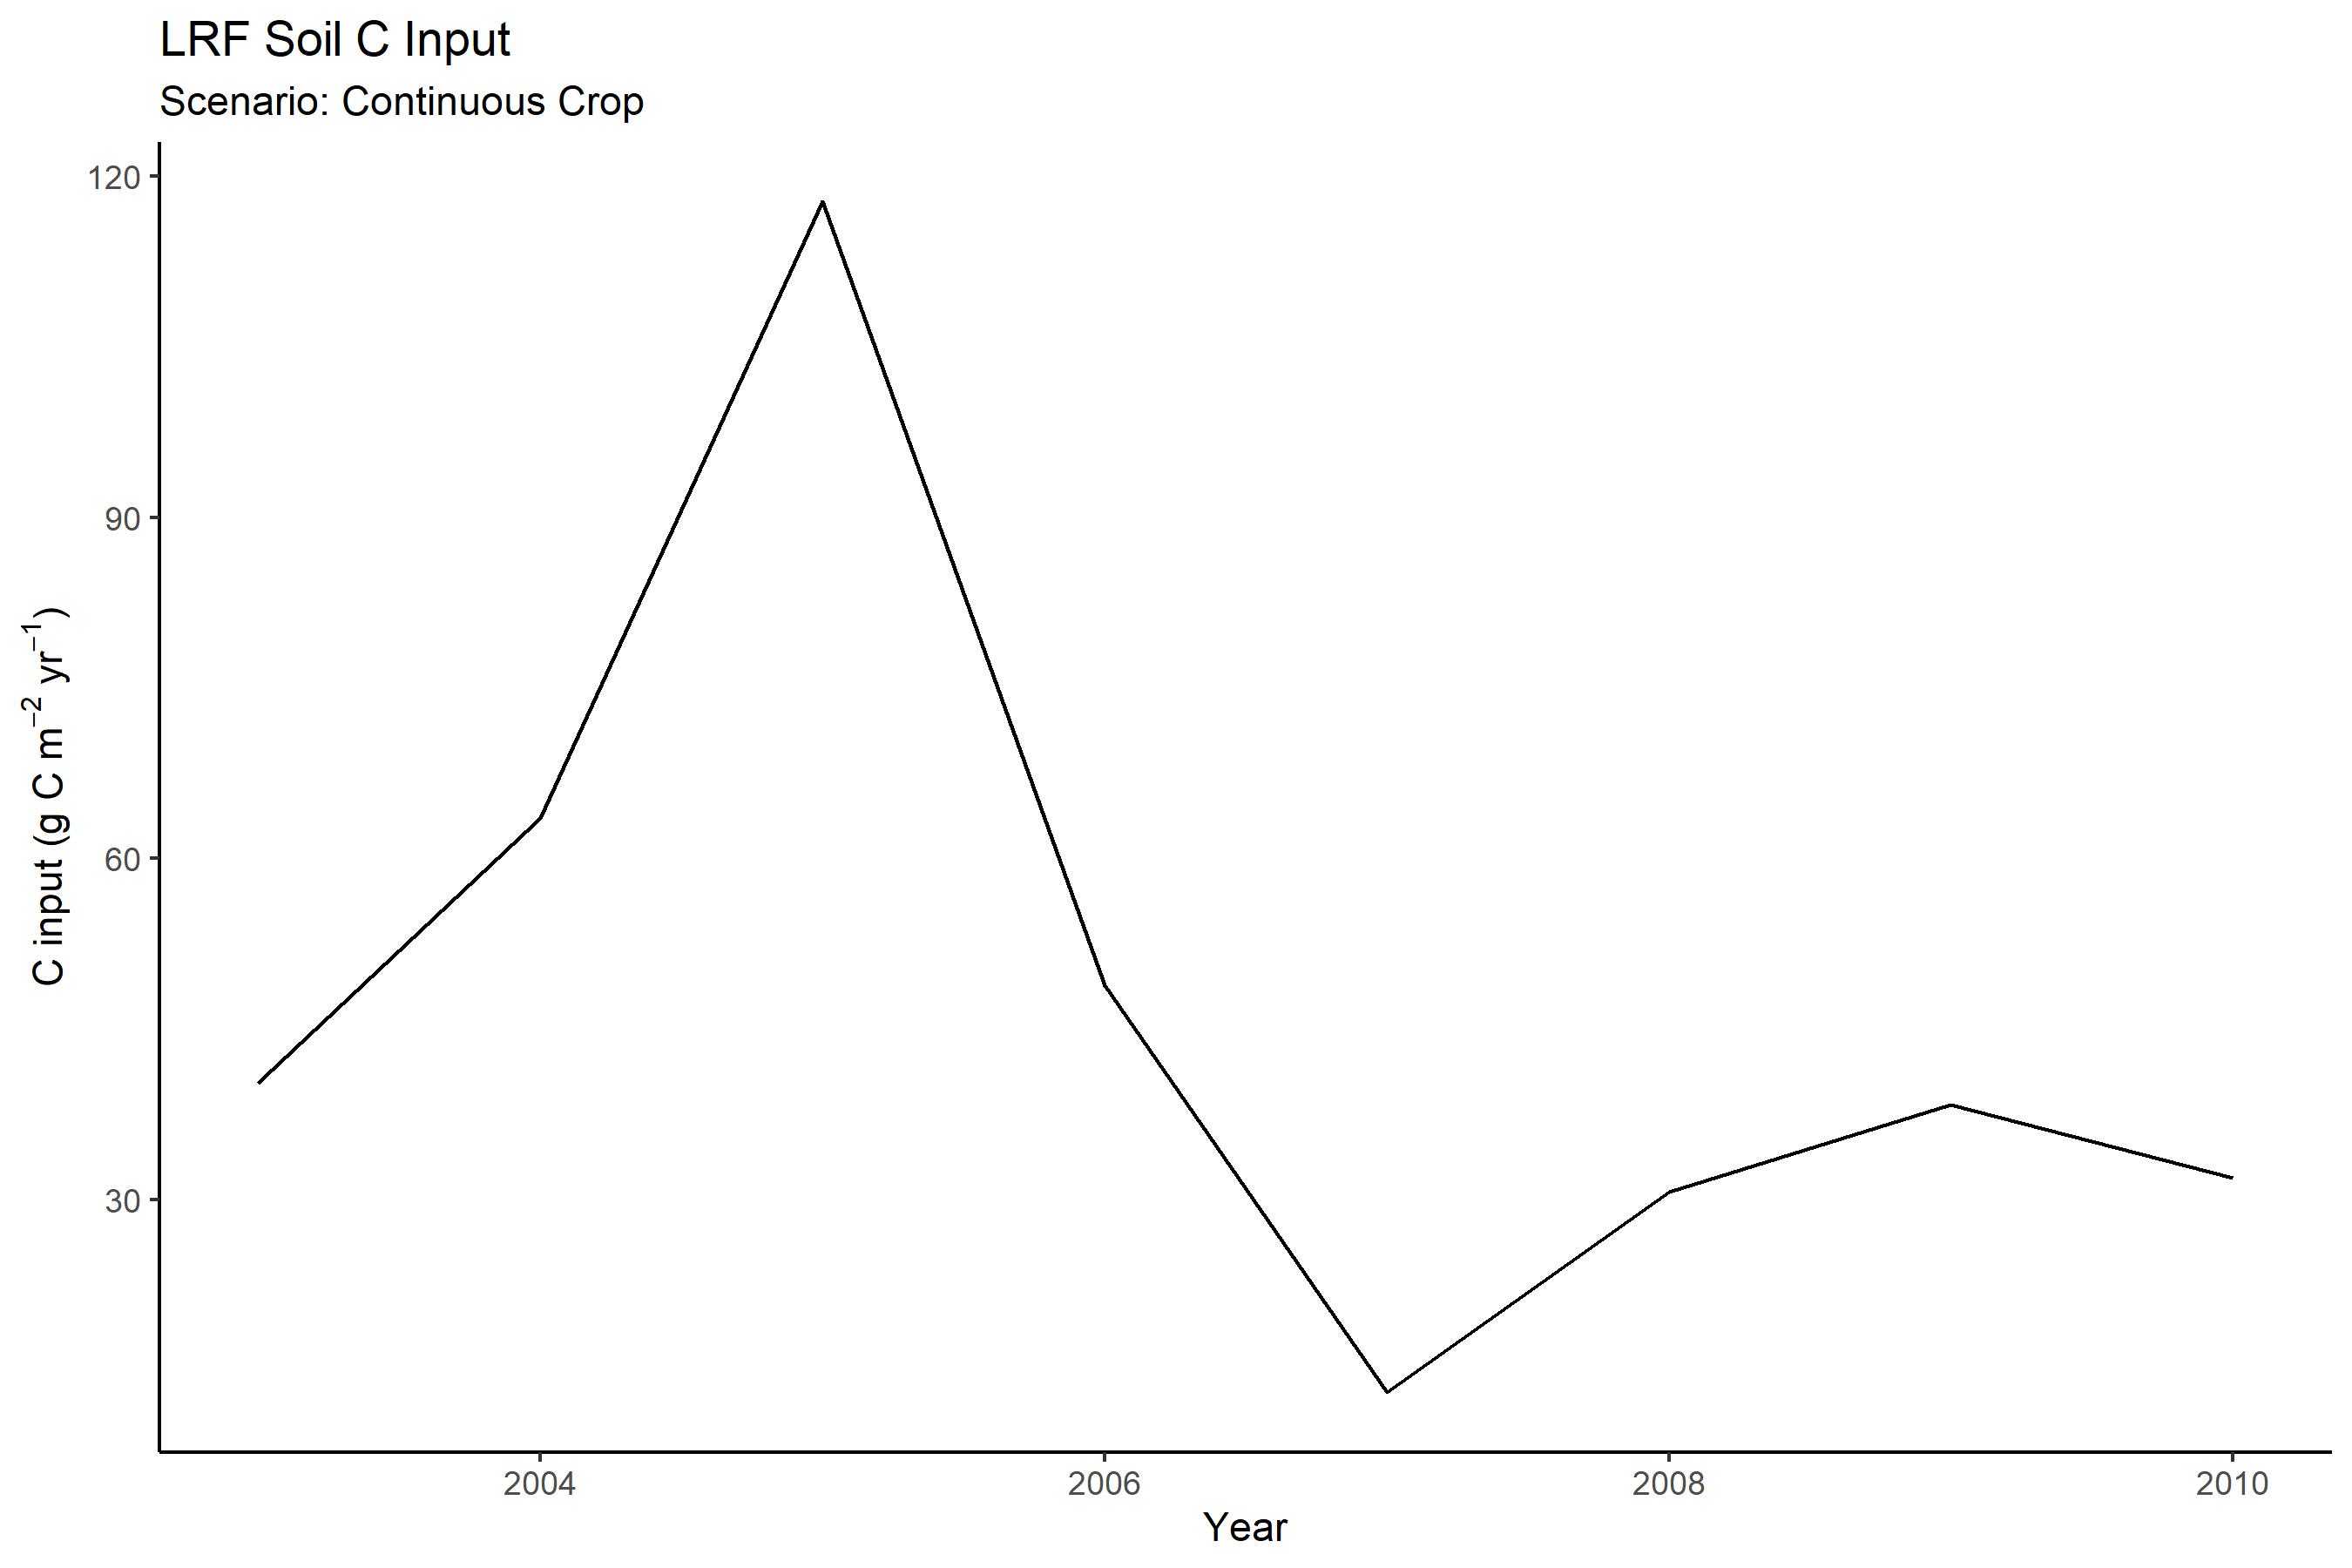 LRF Soil C Input
Scenario: Continuous Crop
120
90
60
30
C input (g C m⁻² yr⁻¹)
2004 2006 2008 2010
Year